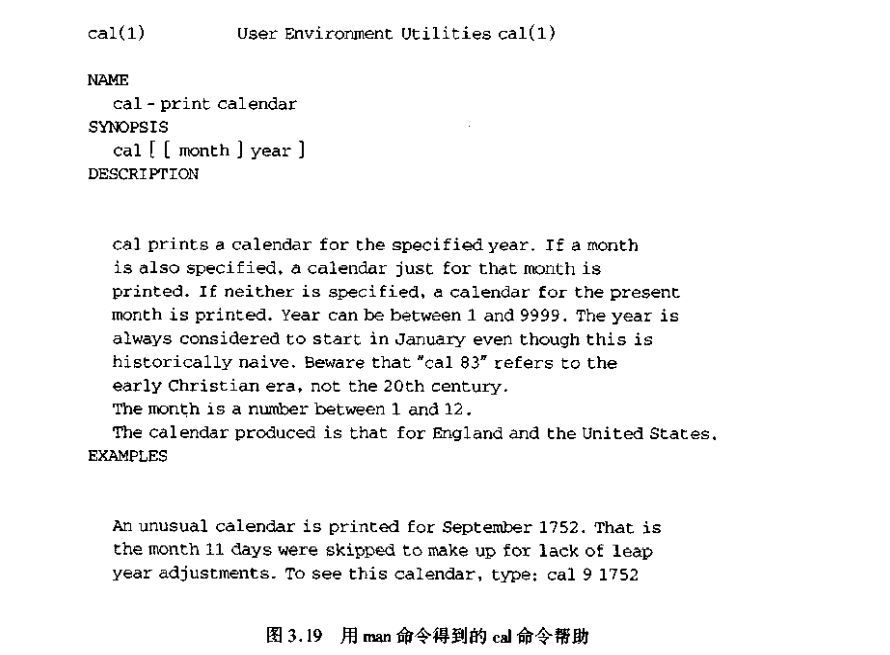 cal(1) User Environment Utilities cal(1)
NAME
cal - print calendar
SYNOPSIS
cal [ [ month ] year ]
DESCRIPTION
cal prints a calendar for the specified year. If a month
is also specified, a calendar just for that month is
printed. If neither is specified, a calendar for the present
month is printed. Year can be between 1 and 9999. The year is
always considered to start in January even though this is
historically naive. Beware that "cal 83" refers to the
early Christian era, not the 20th century.
The month is a number between 1 and 12.
The calendar produced is that for England and the United States.
EXAMPLES
An unusual calendar is printed for September 1752. That is
the month 11 days were skipped to make up for lack of leap
year adjustments. To see this calendar, type: cal 9 1752
图 3.19 用 man 命令得到的 cal 命令帮助